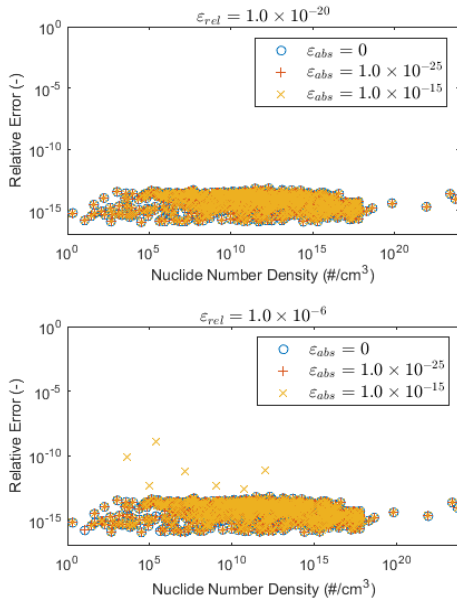 ε_rel = 1.0 × 10^-20
10^0
10^-5
10^-10
10^-15
Relative Error (-)
ε_abs = 0
ε_abs = 1.0 × 10^-25
ε_abs = 1.0 × 10^-15
10^0 10^5 10^10 10^15 10^20
Nuclide Number Density (#/cm^3)
ε_rel = 1.0 × 10^-6
10^0
10^-5
10^-10
10^-15
Relative Error (-)
ε_abs = 0
ε_abs = 1.0 × 10^-25
ε_abs = 1.0 × 10^-15
10^0 10^5 10^10 10^15 10^20
Nuclide Number Density (#/cm^3)